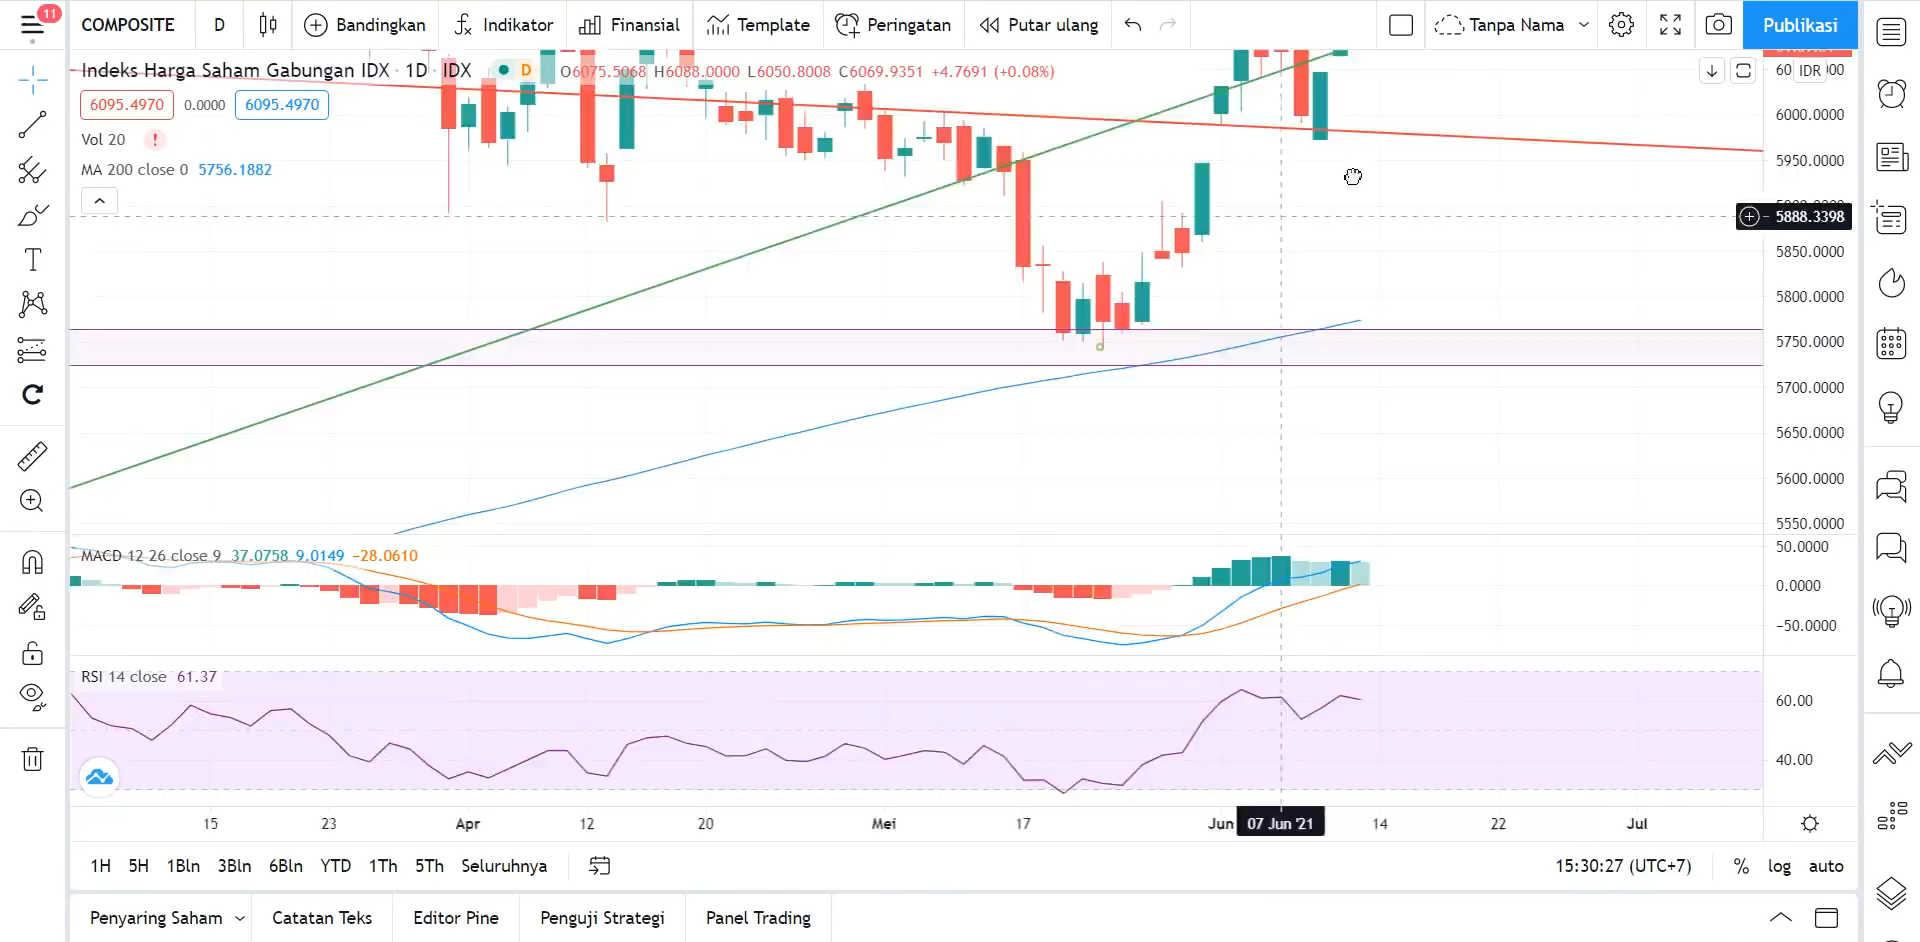 11
COMPOSITE D Bandingkan Indikator Finansial Template Peringatan Putar ulang Tanpa Nama Publikasi
Indeks Harga Saham Gabungan IDX · 1D · IDX D O6075.5068 H6088.0000 L6050.8008 C6069.9351 +4.7691 (+0.08%)
IDR
6095.4970 0.0000 6095.4970
6000.0000
Vol 20 !
5950.0000
MA 200 close 0 5756.1882
5888.3398
5850.0000
5800.0000
5750.0000
5700.0000
5650.0000
5600.0000
5550.0000
MACD 12 26 close 9 37.0758 9.0149 −28.0610
50.0000
0.0000
−50.0000
RSI 14 close 61.37
60.00
40.00
15 23 Apr 12 20 Mei 17 Jun 07 Jun '21 14 22 Jul
1H 5H 1Bln 3Bln 6Bln YTD 1Th 5Th Seluruhnya 15:30:27 (UTC+7) % log auto
Penyaring Saham Catatan Teks Editor Pine Penguji Strategi Panel Trading